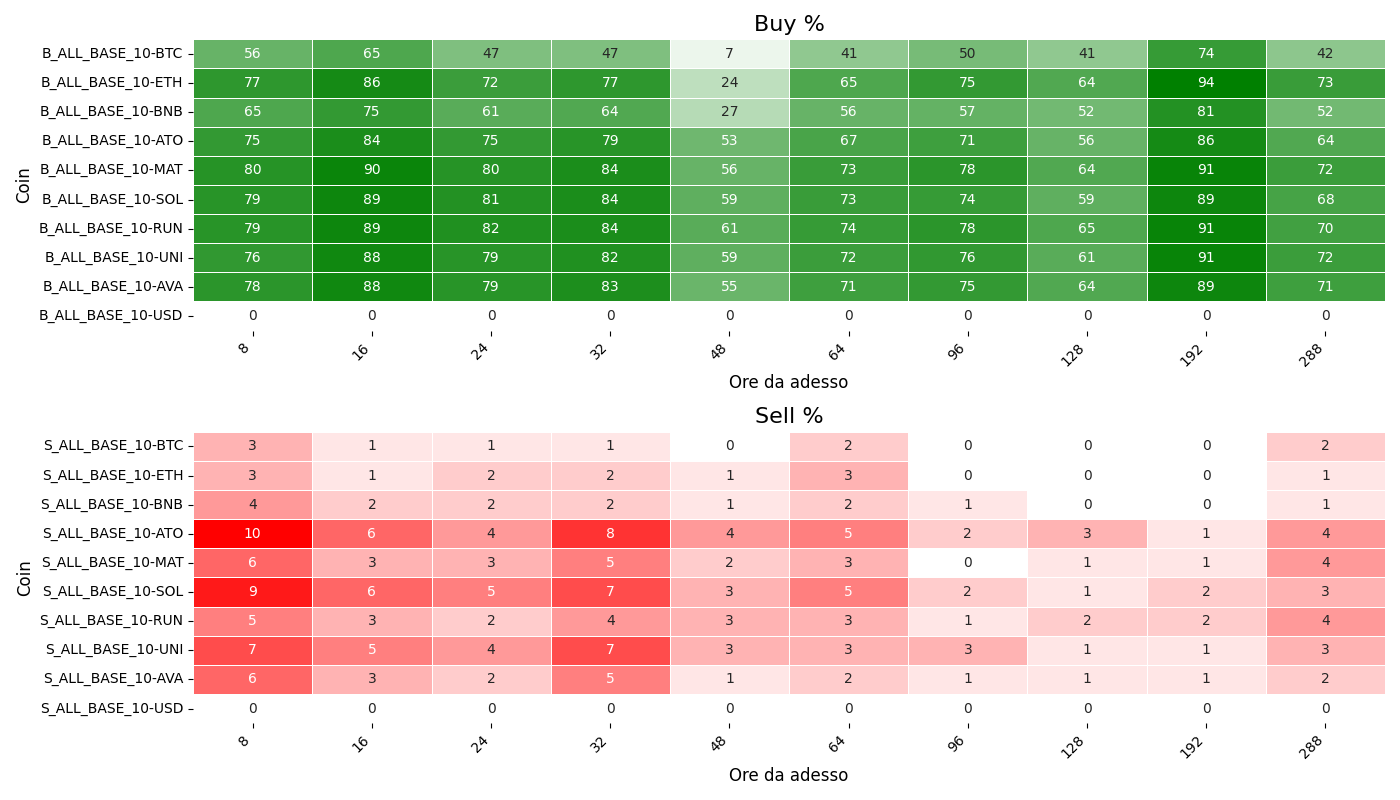 Buy %
Coin
B_ALL_BASE_10-BTC 56 65 47 47 7 41 50 41 74 42
B_ALL_BASE_10-ETH 77 86 72 77 24 65 75 64 94 73
B_ALL_BASE_10-BNB 65 75 61 64 27 56 57 52 81 52
B_ALL_BASE_10-ATO 75 84 75 79 53 67 71 56 86 64
B_ALL_BASE_10-MAT 80 90 80 84 56 73 78 64 91 72
B_ALL_BASE_10-SOL 79 89 81 84 59 73 74 59 89 68
B_ALL_BASE_10-RUN 79 89 82 84 61 74 78 65 91 70
B_ALL_BASE_10-UNI 76 88 79 82 59 72 76 61 91 72
B_ALL_BASE_10-AVA 78 88 79 83 55 71 75 64 89 71
B_ALL_BASE_10-USD 0 0 0 0 0 0 0 0 0 0
8 16 24 32 48 64 96 128 192 288
Ore da adesso
Sell %
Coin
S_ALL_BASE_10-BTC 3 1 1 1 0 2 0 0 0 2
S_ALL_BASE_10-ETH 3 1 2 2 1 3 0 0 0 1
S_ALL_BASE_10-BNB 4 2 2 2 1 2 1 0 0 1
S_ALL_BASE_10-ATO 10 6 4 8 4 5 2 3 1 4
S_ALL_BASE_10-MAT 6 3 3 5 2 3 0 1 1 4
S_ALL_BASE_10-SOL 9 6 5 7 3 5 2 1 2 3
S_ALL_BASE_10-RUN 5 3 2 4 3 3 1 2 2 4
S_ALL_BASE_10-UNI 7 5 4 7 3 3 3 1 1 3
S_ALL_BASE_10-AVA 6 3 2 5 1 2 1 1 1 2
S_ALL_BASE_10-USD 0 0 0 0 0 0 0 0 0 0
8 16 24 32 48 64 96 128 192 288
Ore da adesso